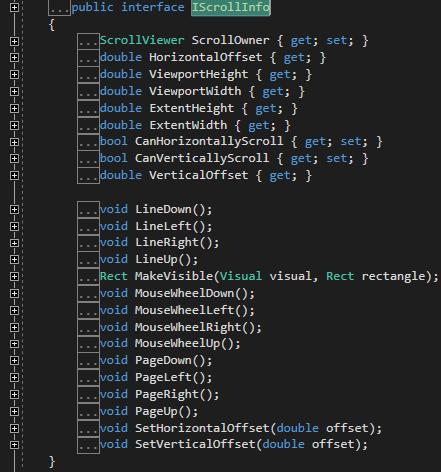 ...public interface IScrollInfo
{
...ScrollViewer ScrollOwner { get; set; }
...double HorizontalOffset { get; }
...double ViewportHeight { get; }
...double ViewportWidth { get; }
...double ExtentHeight { get; }
...double ExtentWidth { get; }
...bool CanHorizontallyScroll { get; set; }
...bool CanVerticallyScroll { get; set; }
...double VerticalOffset { get; }
...void LineDown();
...void LineLeft();
...void LineRight();
...void LineUp();
...Rect MakeVisible(Visual visual, Rect rectangle);
...void MouseWheelDown();
...void MouseWheelLeft();
...void MouseWheelRight();
...void MouseWheelUp();
...void PageDown();
...void PageLeft();
...void PageRight();
...void PageUp();
...void SetHorizontalOffset(double offset);
...void SetVerticalOffset(double offset);
}